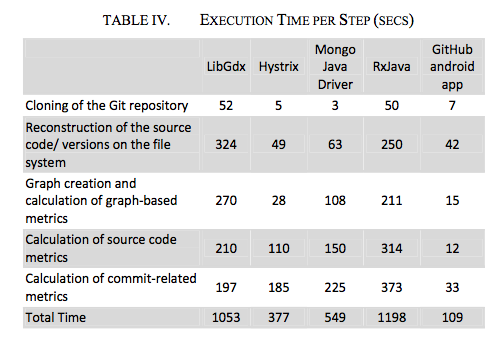 TABLE IV. EXECUTION TIME PER STEP (SECS)
LibGdx Hystrix Mongo Java Driver RxJava GitHub android app
Cloning of the Git repository 52 5 3 50 7
Reconstruction of the source code/ versions on the file system 324 49 63 250 42
Graph creation and calculation of graph-based metrics 270 28 108 211 15
Calculation of source code metrics 210 110 150 314 12
Calculation of commit-related metrics 197 185 225 373 33
Total Time 1053 377 549 1198 109